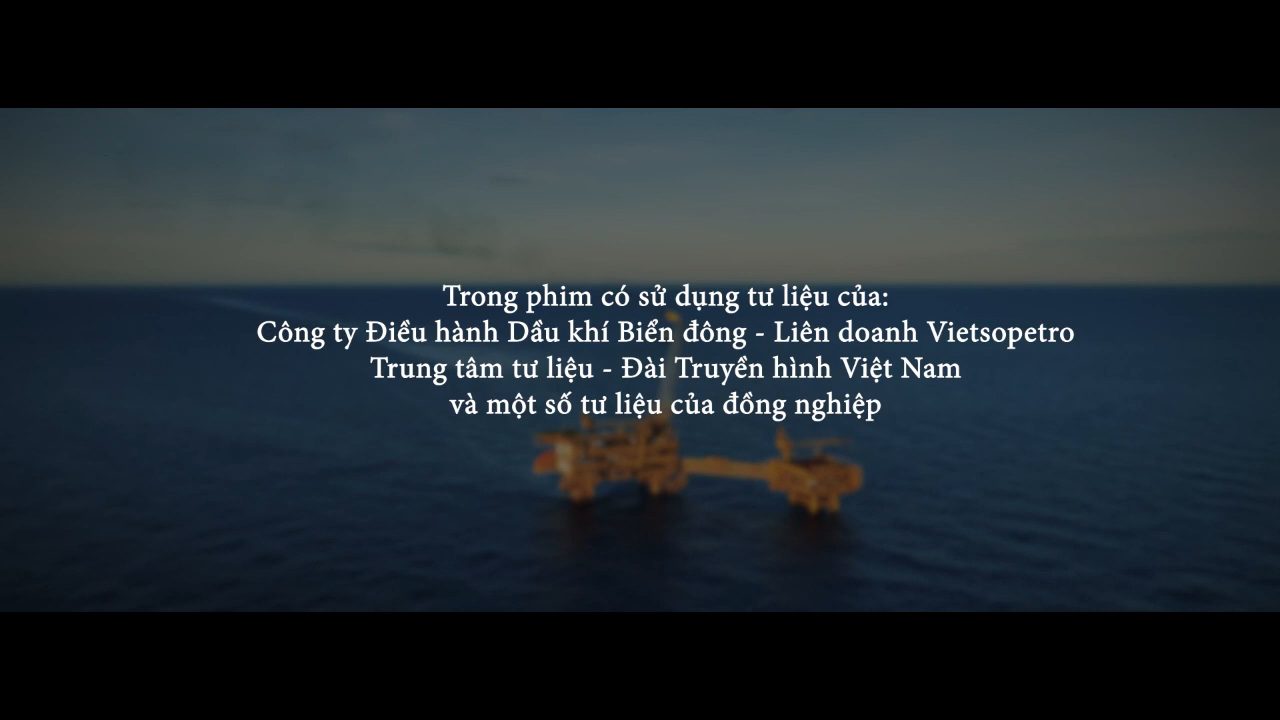 Trong phim có sử dụng tư liệu của:
Công ty Điều hành Dầu khí Biển đông - Liên doanh Vietsopetro
Trung tâm tư liệu - Đài Truyền hình Việt Nam
và một số tư liệu của đồng nghiệp